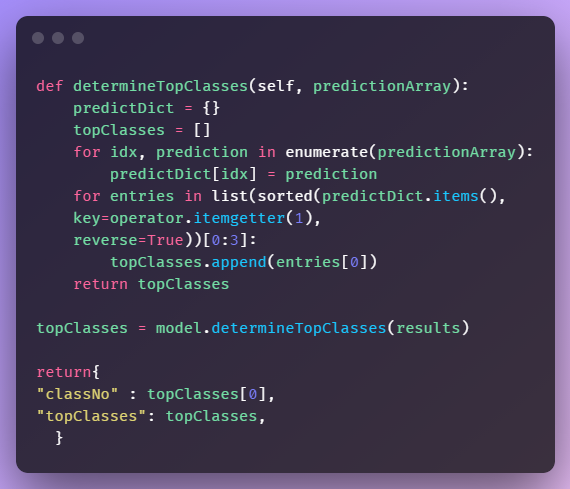 def determineTopClasses(self, predictionArray):
    predictDict = {}
    topClasses = []
    for idx, prediction in enumerate(predictionArray):
        predictDict[idx] = prediction
    for entries in list(sorted(predictDict.items(),
    key=operator.itemgetter(1),
    reverse=True))[0:3]:
        topClasses.append(entries[0])
    return topClasses

topClasses = model.determineTopClasses(results)

return{
"classNo" : topClasses[0],
"topClasses": topClasses,
  }